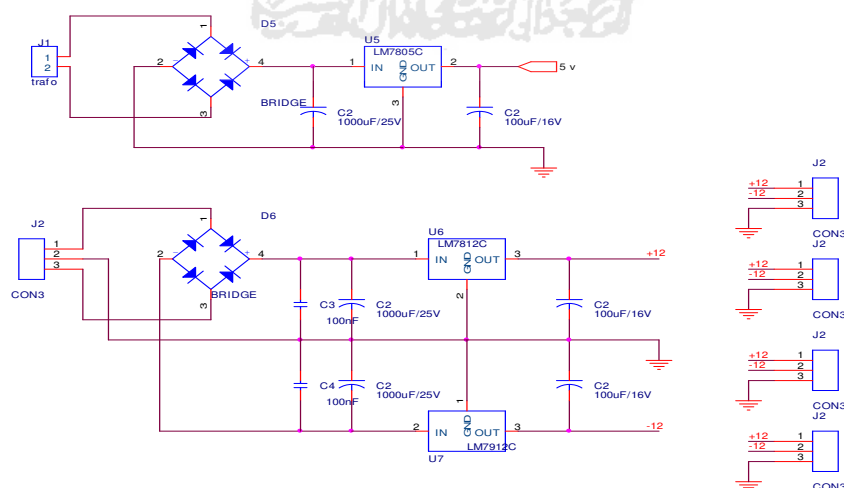 D5
1
J1
U5
LM7805C
1
2
trafo
2
-
+
4
1
IN
GND
OUT
2
5 v
3
3
BRIDGE
C2
1000uF/25V
C2
100uF/16V
J2
+12
1
-12
2
3
CON3
J2
D6
1
J2
U6
LM7812C
1
2
3
CON3
2
-
+
4
1
IN
GND
OUT
3
+12
+12
1
-12
2
3
CON3
3
BRIDGE
2
C3
100nF
C2
1000uF/25V
C2
100uF/16V
J2
+12
1
-12
2
3
CON3
C4
100nF
C2
1000uF/25V
1
C2
100uF/16V
J2
2
IN
GND
OUT
3
-12
LM7912C
U7
+12
1
-12
2
3
CON3